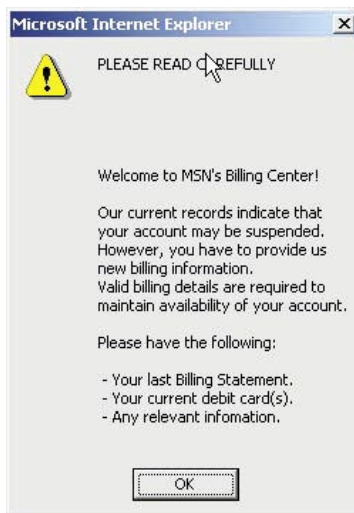 Microsoft Internet Explorer
PLEASE READ CAREFULLY
Welcome to MSN's Billing Center!
Our current records indicate that
your account may be suspended.
However, you have to provide us
new billing information.
Valid billing details are required to
maintain availability of your account.
Please have the following:
- Your last Billing Statement.
- Your current debit card(s).
- Any relevant infomation.
OK